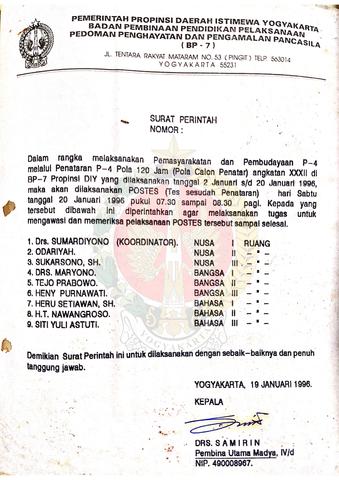 PEMERINTAH PROPINSI DAERAH ISTIMEWA YOGYAKARTA
BADAN PEMBINAAN PENDIDIKAN PELAKSANAAN
PEDOMAN PENGHAYATAN DAN PENGAMALAN PANCASILA
( BP - 7 )
JL. TENTARA RAKYAT MATARAM NO. 53 ( PINGIT ) TELP. 563014
YOGYAKARTA 55231
SURAT PERINTAH
NOMOR :
Dalam rangka melaksanakan Pemasyarakatan dan Pembudayaan P-4
melalui Penataran P-4 Pola 120 Jam (Pola Calon Penatar) angkatan XXXII di
BP-7 Propinsi DIY yang dilaksanakan tanggal 2 Januari s/d 20 Januari 1996,
maka akan dilaksanakan POSTES (Tes sesudah Penataran) hari Sabtu
tanggal 20 Januari 1996 pukul 07.30 sampai 08.30 pagi. Kepada yang
tersebut dibawah ini diperintahkan agar melaksanakan tugas untuk
mengawasi dan memeriksa pelaksanaan POSTES tersebut sampai selesai.
1. Drs. SUMARDIYONO (KOORDINATOR). NUSA I RUANG
2. ODARIYAH. NUSA II - " -
3. SUKARSONO, SH. NUSA III - " -
4. DRS. MARYONO. BANGSA I - " -
5. TEJO PRABOWO. BANGSA II - " -
6. HENY PURNAWATI. BANGSA III - " -
7. HERU SETIAWAN, SH. BAHASA I - " -
8. H.T. NAWANGROSO. BAHASA II - " -
9. SITI YULI ASTUTI. BAHASA III - " -
Demikian Surat Perintah ini untuk dilaksanakan dengan sebaik-baiknya dan penuh
tanggung jawab.
YOGYAKARTA, 19 JANUARI 1996.
KEPALA
DRS. SAMIRIN
Pembina Utama Madya, IV/d
NIP. 490008967.
YOGYAKARTA